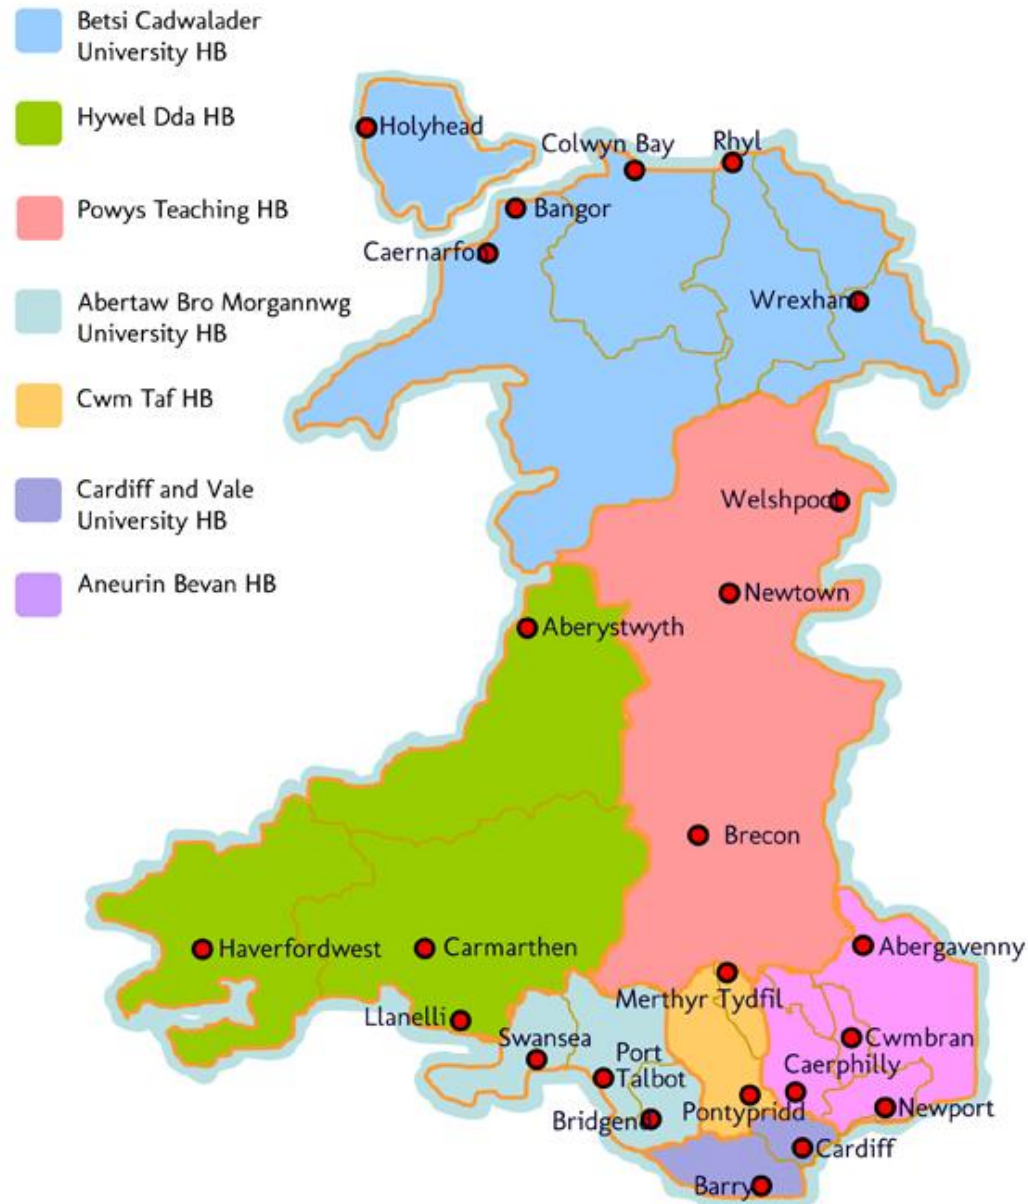 Betsi Cadwalader
University HB
Hywel Dda HB
Powys Teaching HB
Abertaw Bro Morgannwg
University HB
Cwm Taf HB
Cardiff and Vale
University HB
Aneurin Bevan HB
Holyhead
Colwyn Bay
Rhyl
Bangor
Caernarfon
Wrexham
Welshpool
Newtown
Aberystwyth
Brecon
Haverfordwest
Carmarthen
Abergavenny
Merthyr Tydfil
Llanelli
Swansea
Cwmbran
Port
Talbot
Caerphilly
Bridgend
Pontypridd
Newport
Cardiff
Barry